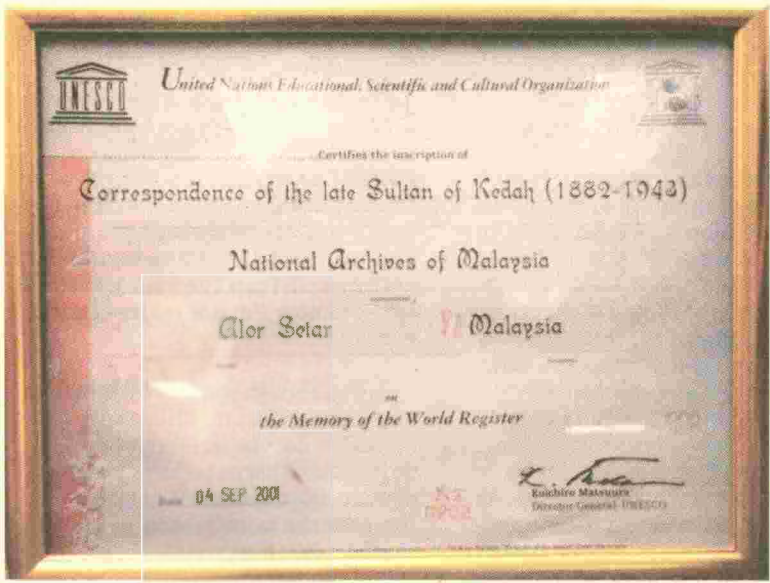 UNESCO
United Nations Educational, Scientific and Cultural Organization
Certifies the inscription of
Correspondence of the late Sultan of Kedah (1882-1943)
National Archives of Malaysia
Alor Setar Malaysia
on
the Memory of the World Register
Date 04 SEP 2001
Koichiro Matsuura
Director-General UNESCO